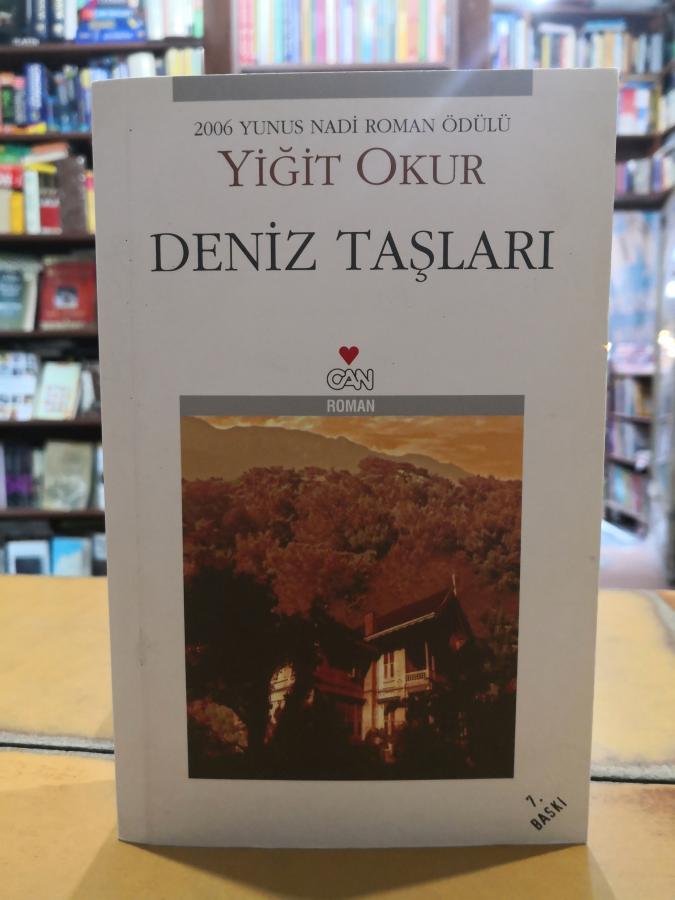 2006 YUNUS NADİ ROMAN ÖDÜLÜ
YİĞİT OKUR
DENİZ TAŞLARI
CAN
ROMAN
7.
BASKI